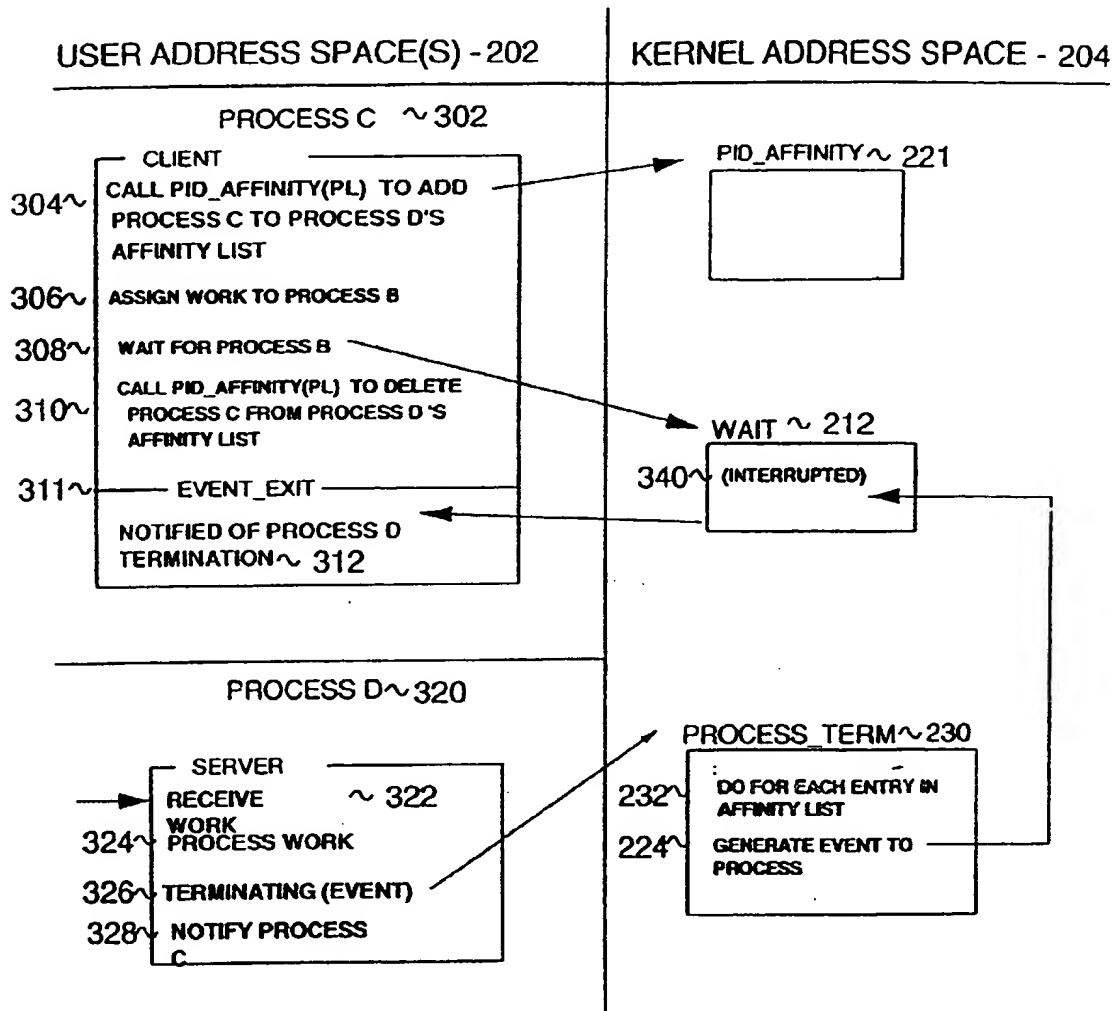 USER ADDRESS SPACE(S) - 202
KERNEL ADDRESS SPACE - 204
PROCESS C ~ 302
CLIENT
304~ CALL PID_AFFINITY(PL) TO ADD
PROCESS C TO PROCESS D'S
AFFINITY LIST
306~ ASSIGN WORK TO PROCESS B
308~ WAIT FOR PROCESS B
310~ CALL PID_AFFINITY(PL) TO DELETE
PROCESS C FROM PROCESS D 'S
AFFINITY LIST
311~ EVENT_EXIT
NOTIFIED OF PROCESS D
TERMINATION~ 312
PID_AFFINITY~ 221
WAIT ~ 212
340~ (INTERRUPTED)
PROCESS D~320
SERVER
RECEIVE ~ 322
WORK
324~ PROCESS WORK
326~ TERMINATING (EVENT)
328~ NOTIFY PROCESS
C
PROCESS_TERM~230
232~ DO FOR EACH ENTRY IN
AFFINITY LIST
224~ GENERATE EVENT TO
PROCESS